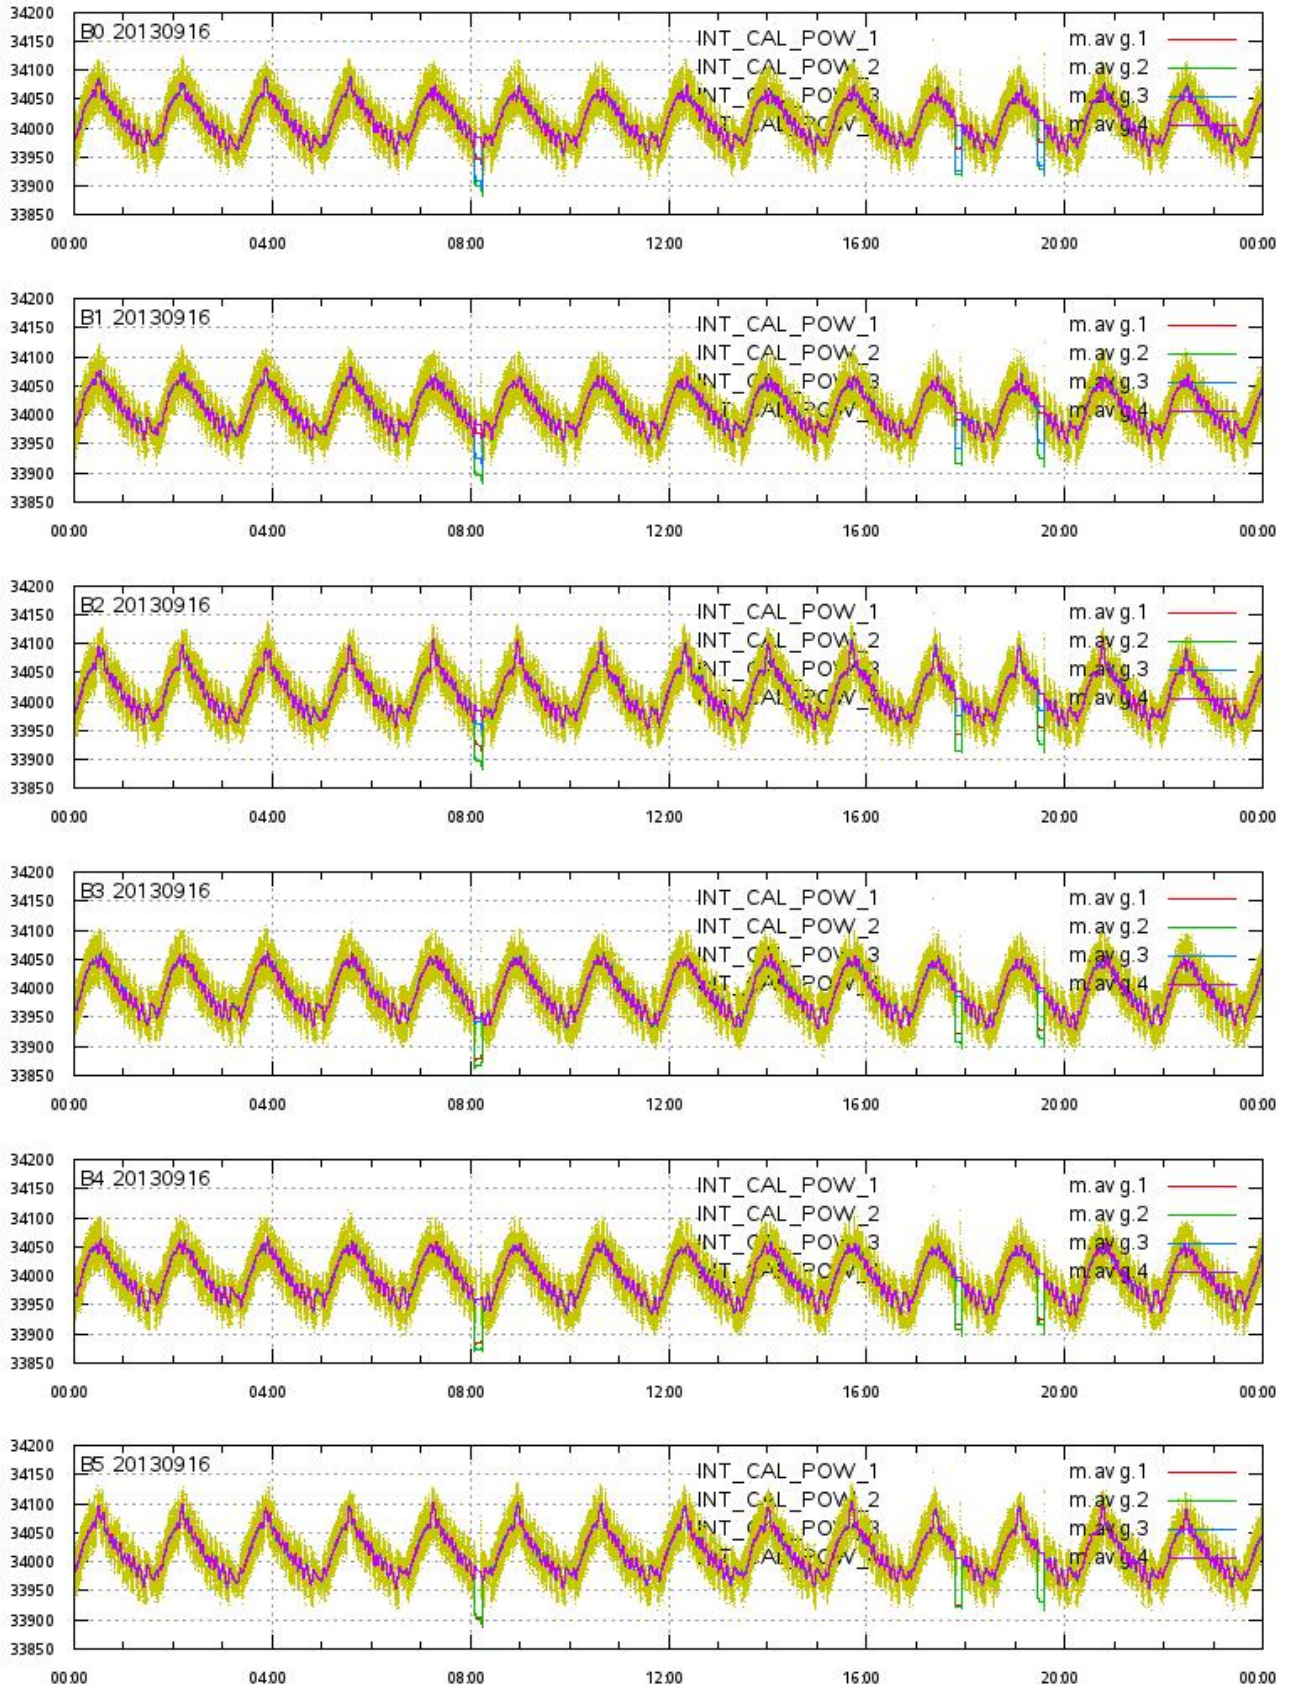 34200
B0 20130916 INT_CAL_POW_1 m.avg.1
34150
34100 INT_CAL_POW_2 m.avg.2
34050 INT_CAL_POW_3 m.avg.3
34000 m.avg.4
33950
33900
33850
00:00 04:00 08:00 12:00 16:00 20:00 00:00
34200
B1 20130916 INT_CAL_POW_1 m.avg.1
34150
34100 INT_CAL_POW_2 m.avg.2
34050 INT_CAL_POW_3 m.avg.3
34000 m.avg.4
33950
33900
33850
00:00 04:00 08:00 12:00 16:00 20:00 00:00
34200
B2 20130916 INT_CAL_POW_1 m.avg.1
34150
34100 INT_CAL_POW_2 m.avg.2
34050 INT_CAL_POW_3 m.avg.3
34000 m.avg.4
33950
33900
33850
00:00 04:00 08:00 12:00 16:00 20:00 00:00
34200
B3 20130916 INT_CAL_POW_1 m.avg.1
34150
34100 INT_CAL_POW_2 m.avg.2
34050 INT_CAL_POW_3 m.avg.3
34000 m.avg.4
33950
33900
33850
00:00 04:00 08:00 12:00 16:00 20:00 00:00
34200
B4 20130916 INT_CAL_POW_1 m.avg.1
34150
34100 INT_CAL_POW_2 m.avg.2
34050 INT_CAL_POW_3 m.avg.3
34000 m.avg.4
33950
33900
33850
00:00 04:00 08:00 12:00 16:00 20:00 00:00
34200
B5 20130916 INT_CAL_POW_1 m.avg.1
34150
34100 INT_CAL_POW_2 m.avg.2
34050 INT_CAL_POW_3 m.avg.3
34000 m.avg.4
33950
33900
33850
00:00 04:00 08:00 12:00 16:00 20:00 00:00